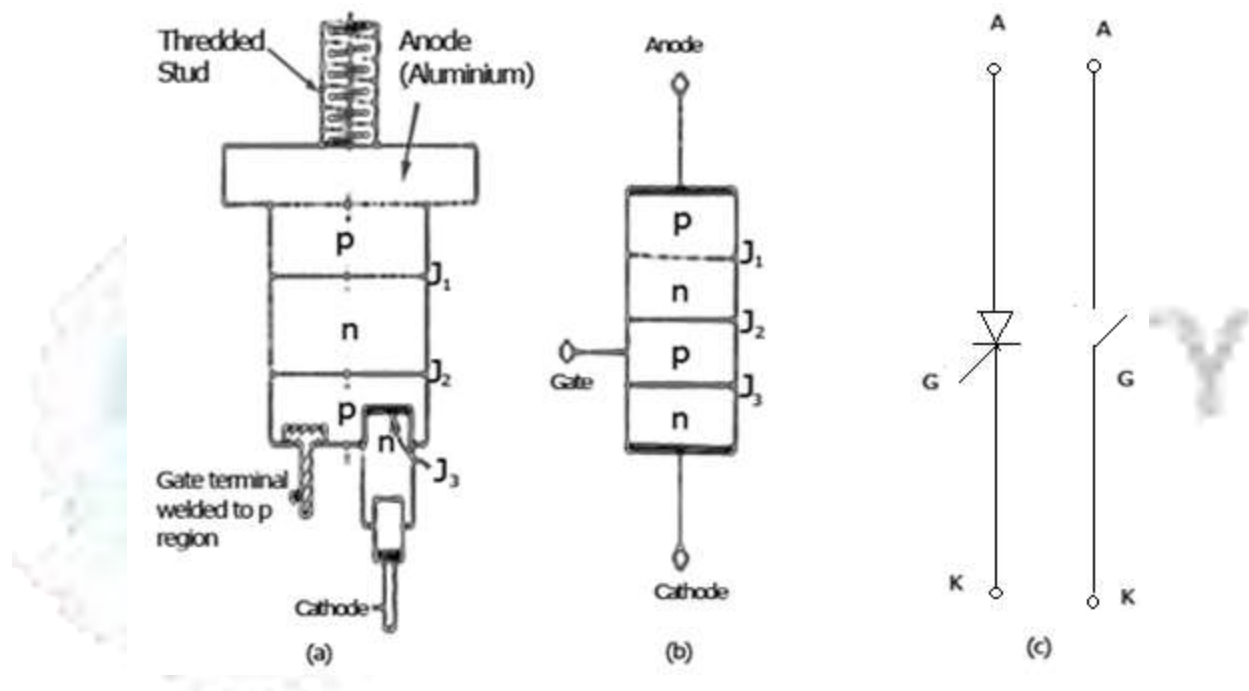 Thredded
Stud
Anode
(Aluminium)
p
J1
n
J2
p
n
J3
Gate terminal
welded to p
region
Cathode
(a)
Anode
p
J1
n
J2
p
Gate
J3
n
Cathode
(b)
A
A
G
G
K
K
(c)
Y